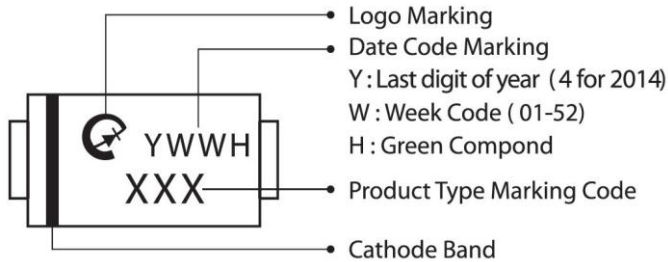 Logo Marking
Date Code Marking
Y : Last digit of year ( 4 for 2014)
W : Week Code ( 01-52)
H : Green Compond
YWWH
XXX
Product Type Marking Code
Cathode Band